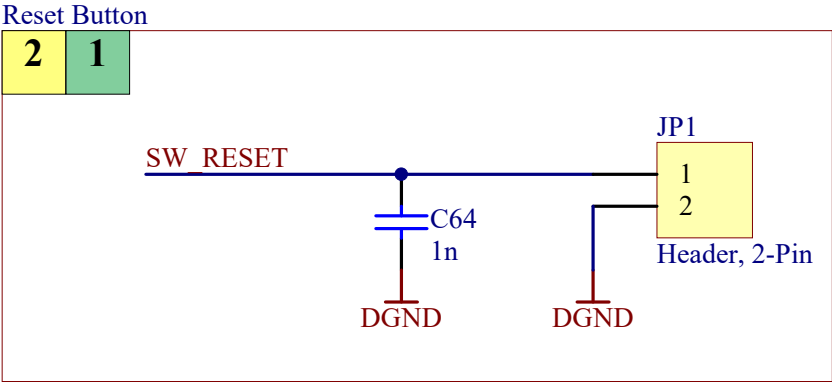 Reset Button
2 1
JP1
SW_RESET
1
2
C64
1n
Header, 2-Pin
DGND
DGND